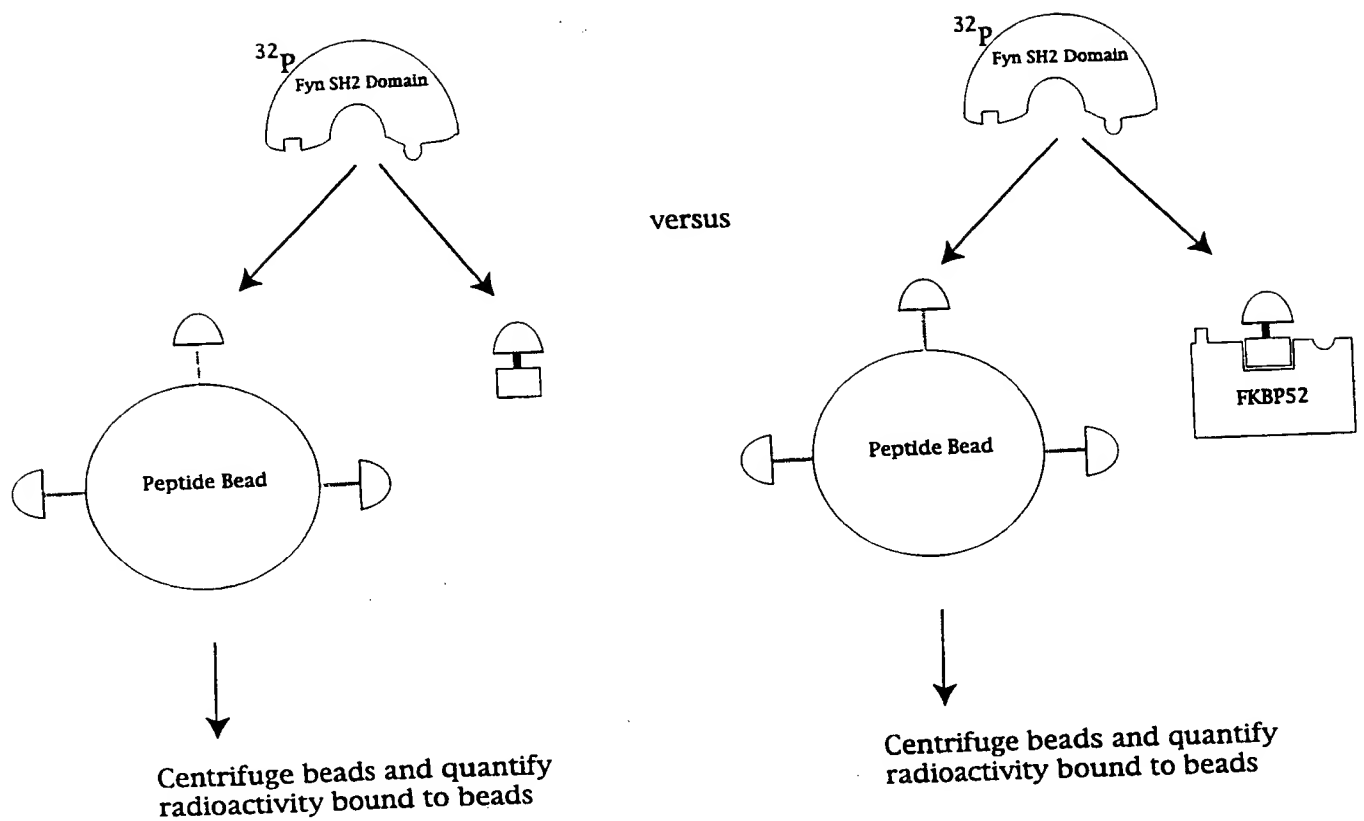 32P
Fyn SH2 Domain
32P
Fyn SH2 Domain
versus
FKBP52
Peptide Bead
Peptide Bead
Centrifuge beads and quantify
radioactivity bound to beads
Centrifuge beads and quantify
radioactivity bound to beads